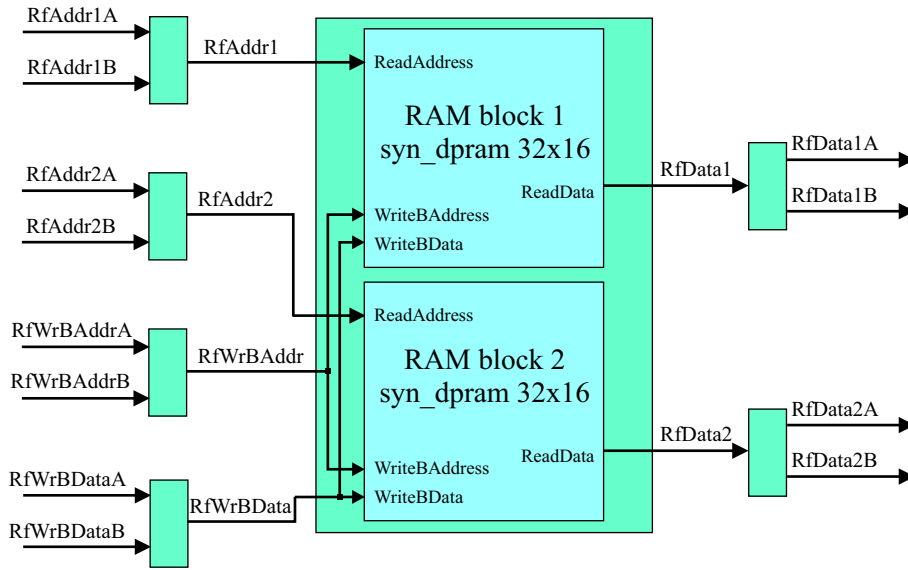 RfAddr1A
RfAddr1B
RfAddr1
RfAddr2A
RfAddr2B
RfAddr2
RfWrBAddrA
RfWrBAddrB
RfWrBAddr
RfWrBDataA
RfWrBDataB
RfWrBData
ReadAddress
RAM block 1
syn_dpram 32x16
ReadData
WriteBAddress
WriteBData
ReadAddress
RAM block 2
syn_dpram 32x16
ReadData
WriteBAddress
WriteBData
RfData1
RfData1A
RfData1B
RfData2
RfData2A
RfData2B